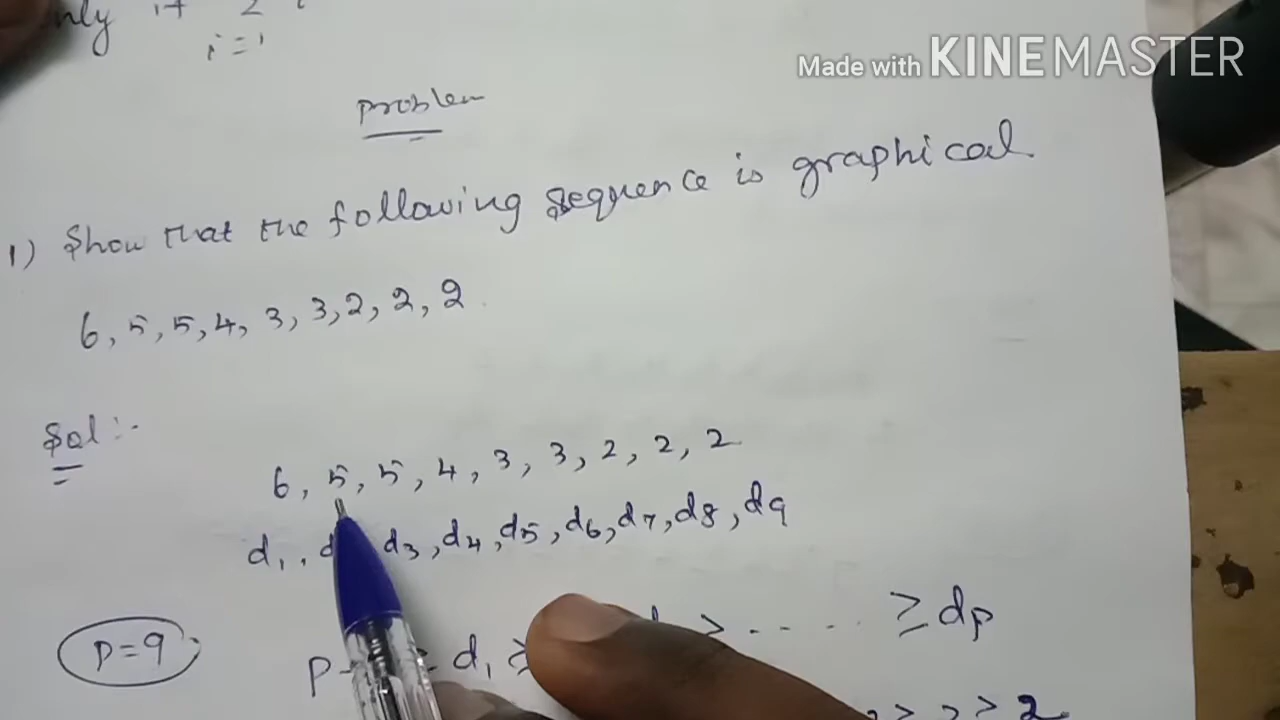 Made with KINEMASTER
Problem
1) Show that the following sequence is graphical
6, 5, 5, 4, 3, 3, 2, 2, 2
Sol:-
6, 5, 5, 4, 3, 3, 2, 2, 2
d1, d3, d4, d5, d6, d7, d8, d9
P=9
d1 ≥ > ..... ≥ dp
≥ 2